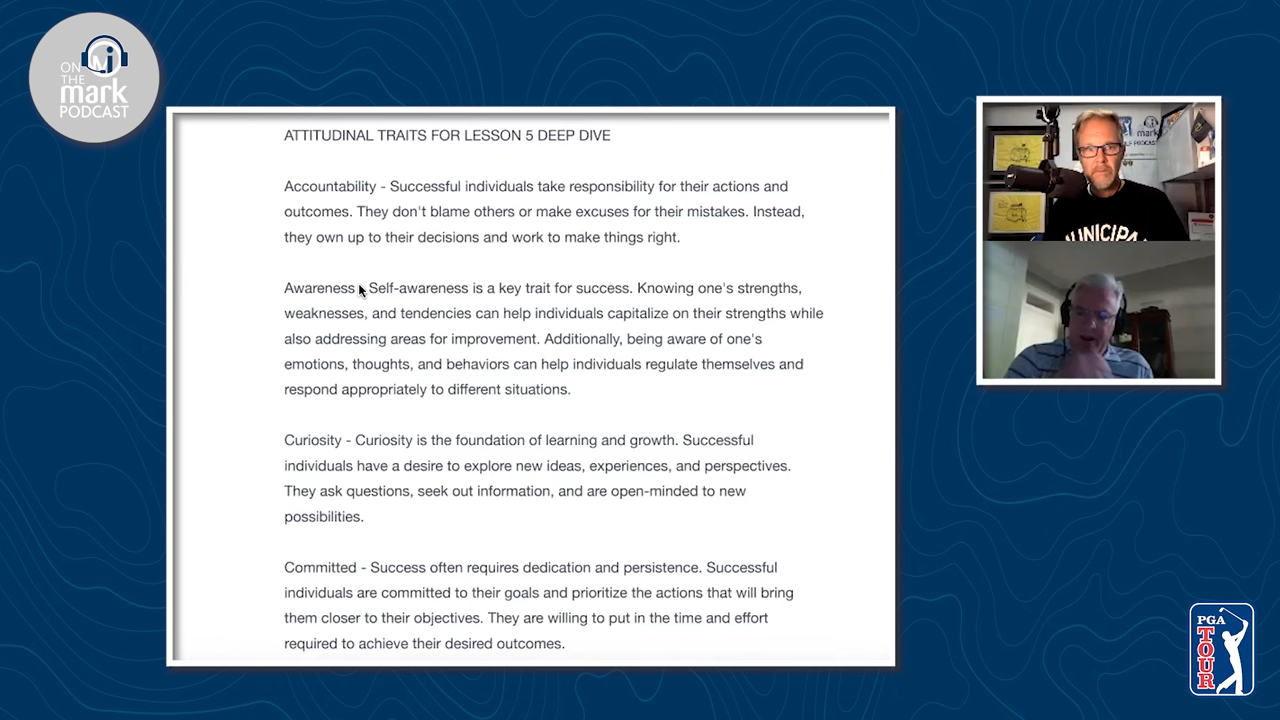 ON
THE
mark
PODCAST
ATTITUDINAL TRAITS FOR LESSON 5 DEEP DIVE
Accountability - Successful individuals take responsibility for their actions and
outcomes. They don't blame others or make excuses for their mistakes. Instead,
they own up to their decisions and work to make things right.
Awareness - Self-awareness is a key trait for success. Knowing one's strengths,
weaknesses, and tendencies can help individuals capitalize on their strengths while
also addressing areas for improvement. Additionally, being aware of one's
emotions, thoughts, and behaviors can help individuals regulate themselves and
respond appropriately to different situations.
Curiosity - Curiosity is the foundation of learning and growth. Successful
individuals have a desire to explore new ideas, experiences, and perspectives.
They ask questions, seek out information, and are open-minded to new
possibilities.
Committed - Success often requires dedication and persistence. Successful
individuals are committed to their goals and prioritize the actions that will bring
them closer to their objectives. They are willing to put in the time and effort
required to achieve their desired outcomes.
mark
PODCAST
MUNICIPA
PGA
TOUR